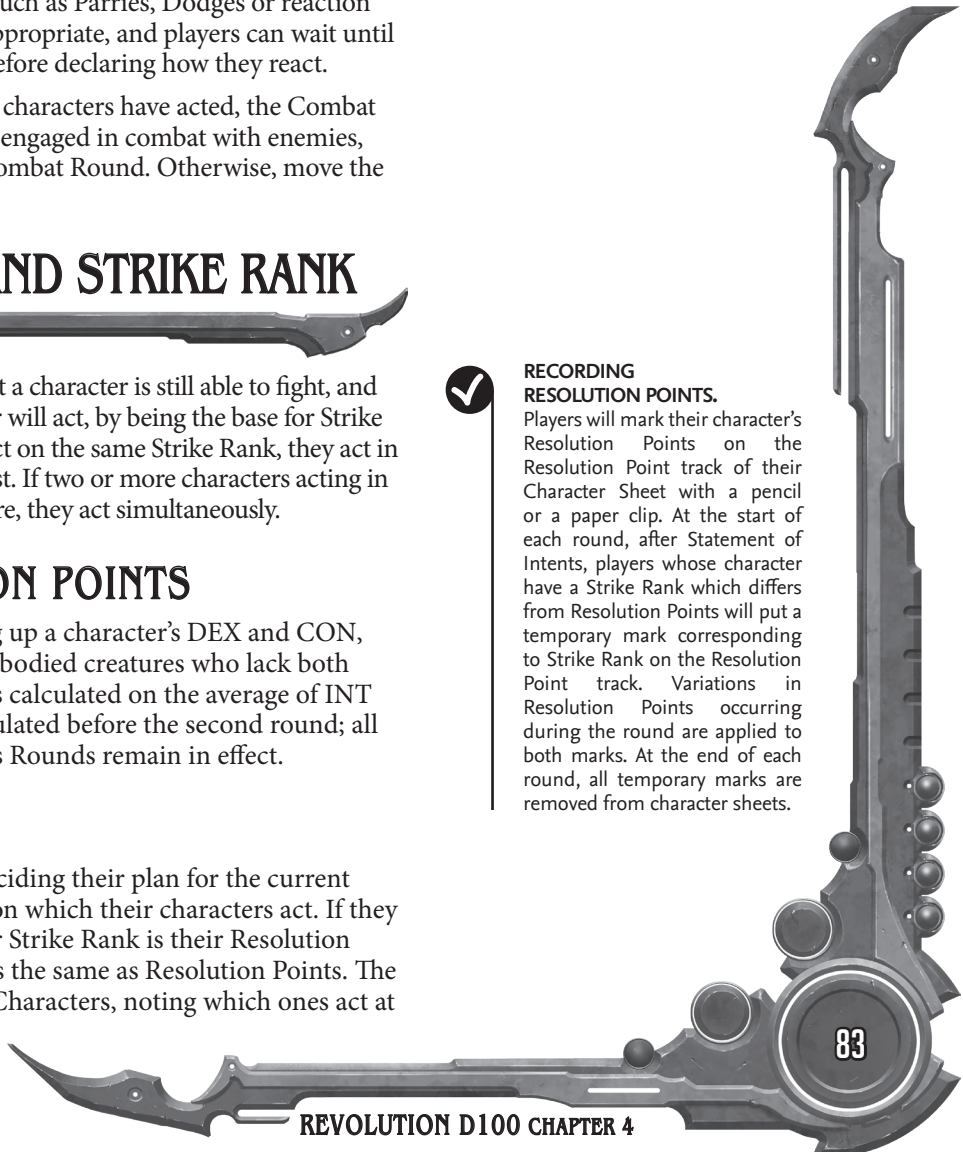 such as Parries, Dodges or reaction
appropriate, and players can wait until
before declaring how they react.
characters have acted, the Combat
engaged in combat with enemies,
Combat Round. Otherwise, move the
AND STRIKE RANK
t a character is still able to fight, and
r will act, by being the base for Strike
ct on the same Strike Rank, they act in
st. If two or more characters acting in
re, they act simultaneously.
ON POINTS
g up a character’s DEX and CON,
bodied creatures who lack both
s calculated on the average of INT
ulated before the second round; all
s Rounds remain in effect.
ciding their plan for the current
on which their characters act. If they
r Strike Rank is their Resolution
s the same as Resolution Points. The
Characters, noting which ones act at
RECORDING
RESOLUTION POINTS.
Players will mark their character’s
Resolution Points on the
Resolution Point track of their
Character Sheet with a pencil
or a paper clip. At the start of
each round, after Statement of
Intents, players whose character
have a Strike Rank which differs
from Resolution Points will put a
temporary mark corresponding
to Strike Rank on the Resolution
Point track. Variations in
Resolution Points occurring
during the round are applied to
both marks. At the end of each
round, all temporary marks are
removed from character sheets.
83
REVOLUTION D100 CHAPTER 4